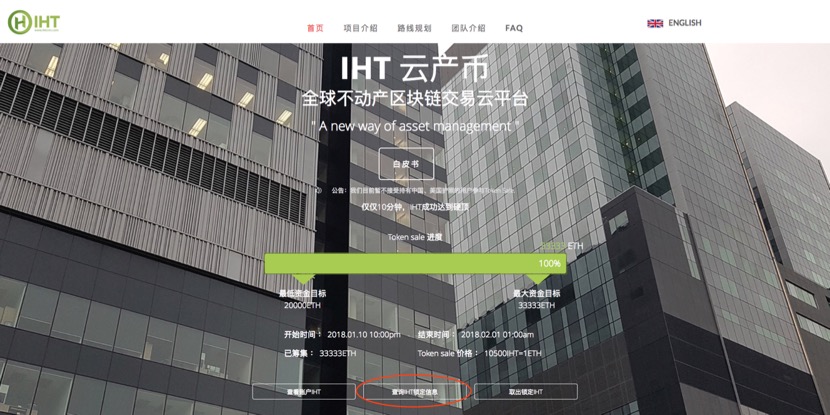 IHT
首页 项目介绍 路线规划 团队介绍 FAQ
ENGLISH
IHT 云产币
全球不动产区块链交易云平台
" A new way of asset management "
白皮书
公告：我们目前暂不接受持有中国、美国护照的用户参与Token Sale.
仅仅10分钟，IHT成功达到硬顶
Token sale 进度
33333 ETH
100%
最低资金目标 最大资金目标
20000ETH 33333ETH
开始时间： 2018.01.10 10:00pm 结束时间： 2018.02.01 01:00am
已筹集： 33333ETH Token sale 价格： 10500IHT=1ETH
查看账户IHT 查询IHT锁定信息 取出锁定IHT